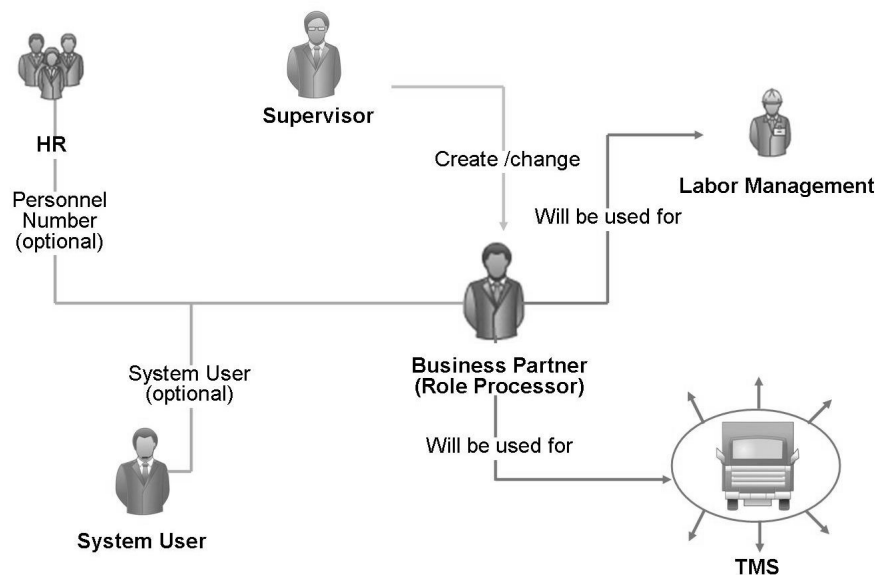 HR
Supervisor
Personnel
Number
(optional)
Create /change
Labor Management
Will be used for
System User
(optional)
Business Partner
(Role Processor)
Will be used for
System User
TMS